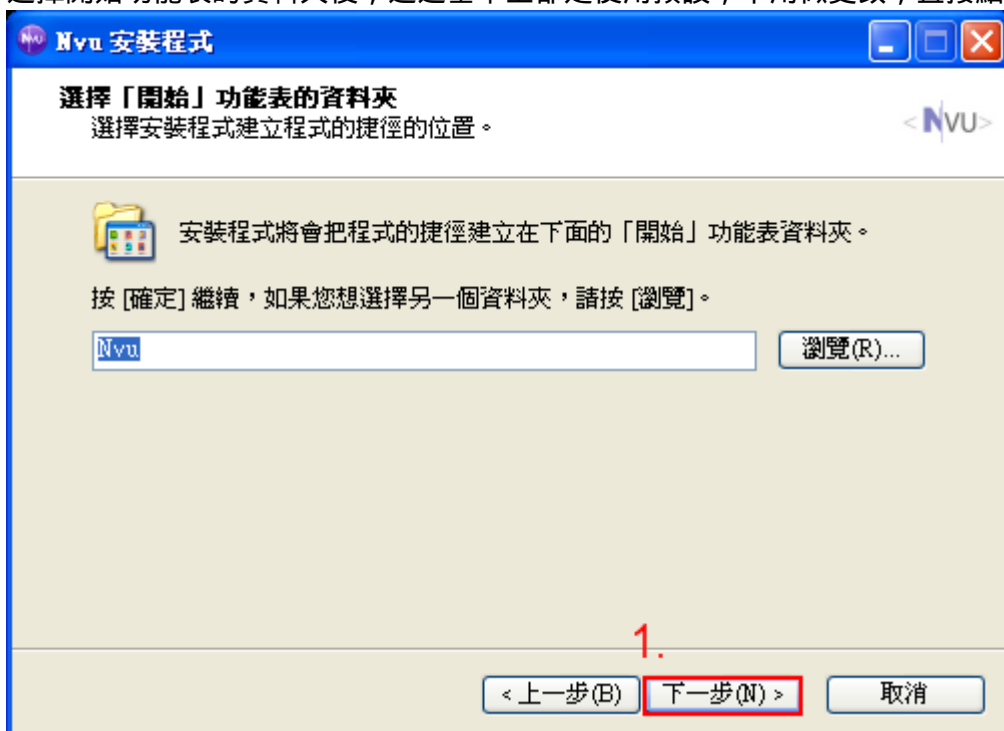 Nvu 安裝程式
選擇「開始」功能表的資料夾
選擇安裝程式建立程式的捷徑的位置。
<NVU>
安裝程式將會把程式的捷徑建立在下面的「開始」功能表資料夾。
按 [確定] 繼續,如果您想選擇另一個資料夾,請按 [瀏覽]。
Nvu
瀏覽(R)...
1.
< 上一步(B)
下一步(N) >
取消